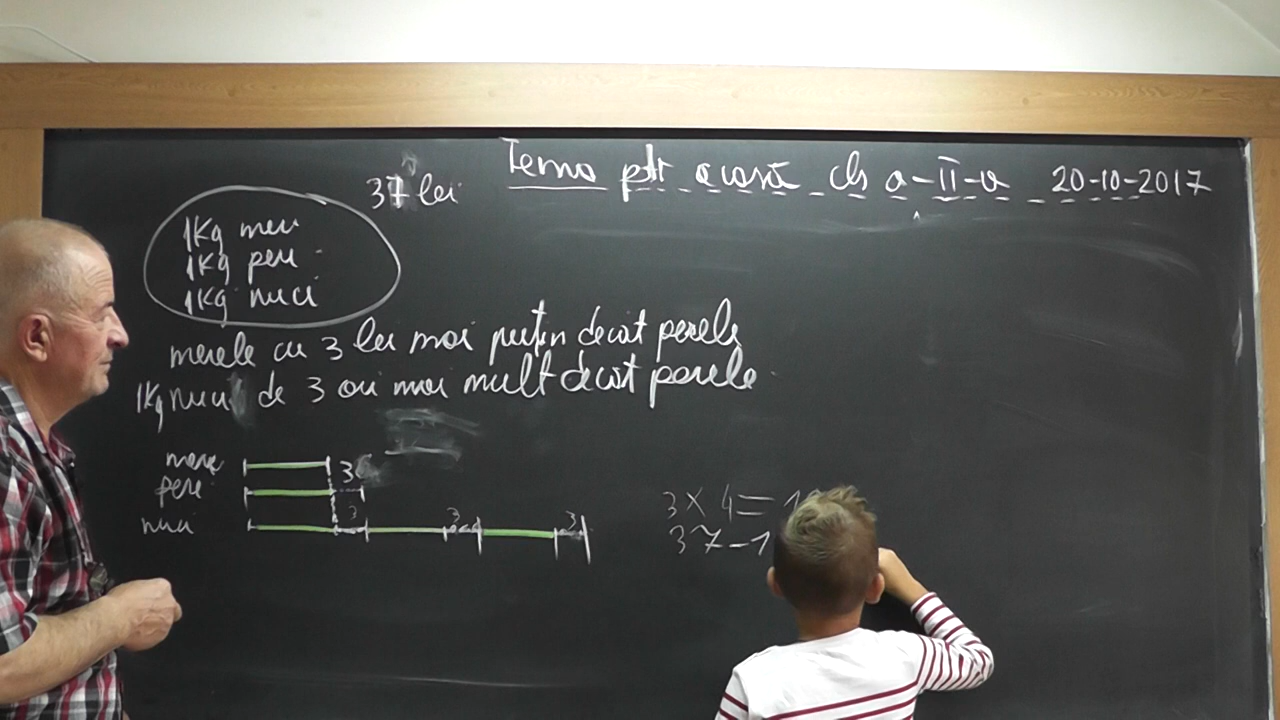 Tema ptr acasă cls a-II-a 20-10-2017
37 lei
1Kg mere
1Kg pere
1Kg nuci
merele cu 3 lei mai puțin decât perele
1Kg nuci de 3 ori mai mult decât perele
mere 3
pere
nuci 3 3 3
3 x 4 = 1
37 - 1